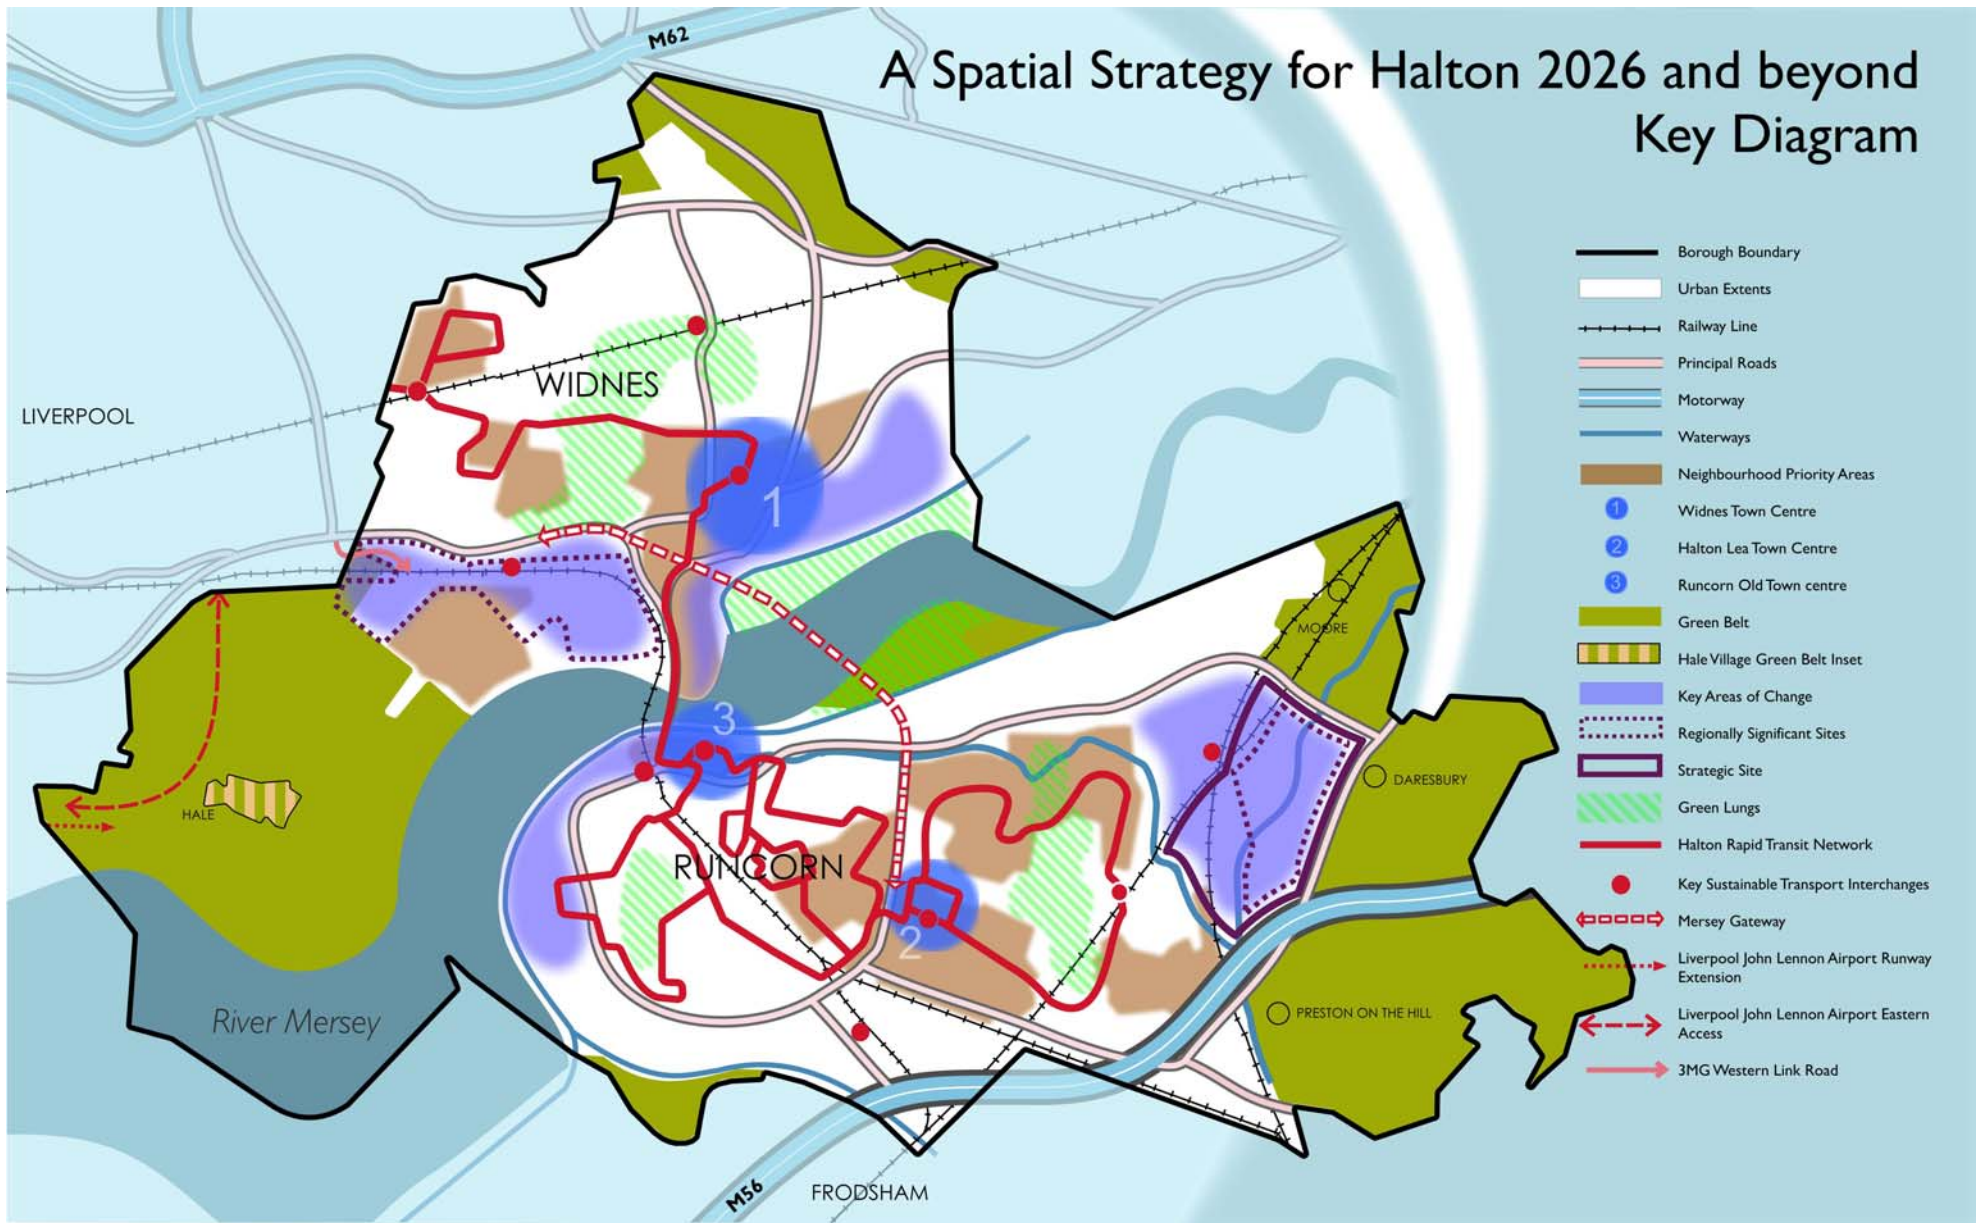 A Spatial Strategy for Halton 2026 and beyond
Key Diagram
M62
LIVERPOOL
WIDNES
1
3
MOORE
DARESBURY
HALE
RUNCORN
2
River Mersey
PRESTON ON THE HILL
M56
FRODSHAM
Borough Boundary
Urban Extents
Railway Line
Principal Roads
Motorway
Waterways
Neighbourhood Priority Areas
1 Widnes Town Centre
2 Halton Lea Town Centre
3 Runcorn Old Town centre
Green Belt
Hale Village Green Belt Inset
Key Areas of Change
Regionally Significant Sites
Strategic Site
Green Lungs
Halton Rapid Transit Network
Key Sustainable Transport Interchanges
Mersey Gateway
Liverpool John Lennon Airport Runway
Extension
Liverpool John Lennon Airport Eastern
Access
3MG Western Link Road